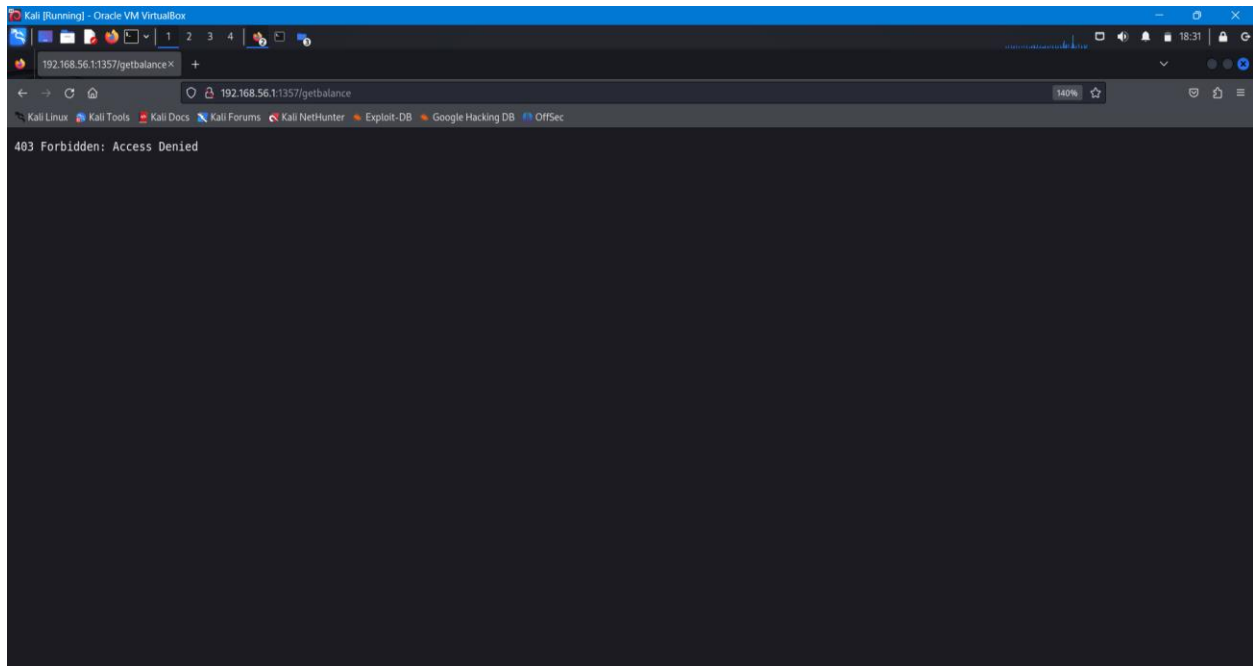 Kali [Running] - Oracle VM VirtualBox
1 2 3 4
18:31
192.168.56.1:1357/getbalance
192.168.56.1:1357/getbalance
140%
Kali Linux Kali Tools Kali Docs Kali Forums Kali NetHunter Exploit-DB Google Hacking DB OffSec
403 Forbidden: Access Denied